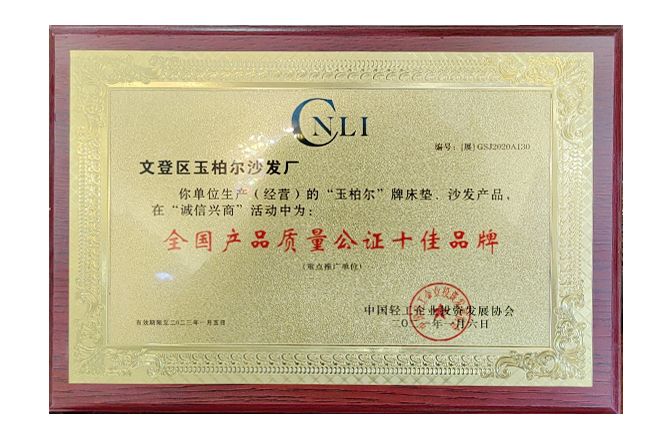 CNLI
编号：[展] GSJ2020A130
文登区玉柏尔沙发厂
你单位生产（经营）的“玉柏尔”牌床垫、沙发产品，
在“诚信兴商”活动中为：
全国产品质量公证十佳品牌
（重点推广单位）
中国轻工企业投资发展协会
有效期限至二〇二三年一月五日